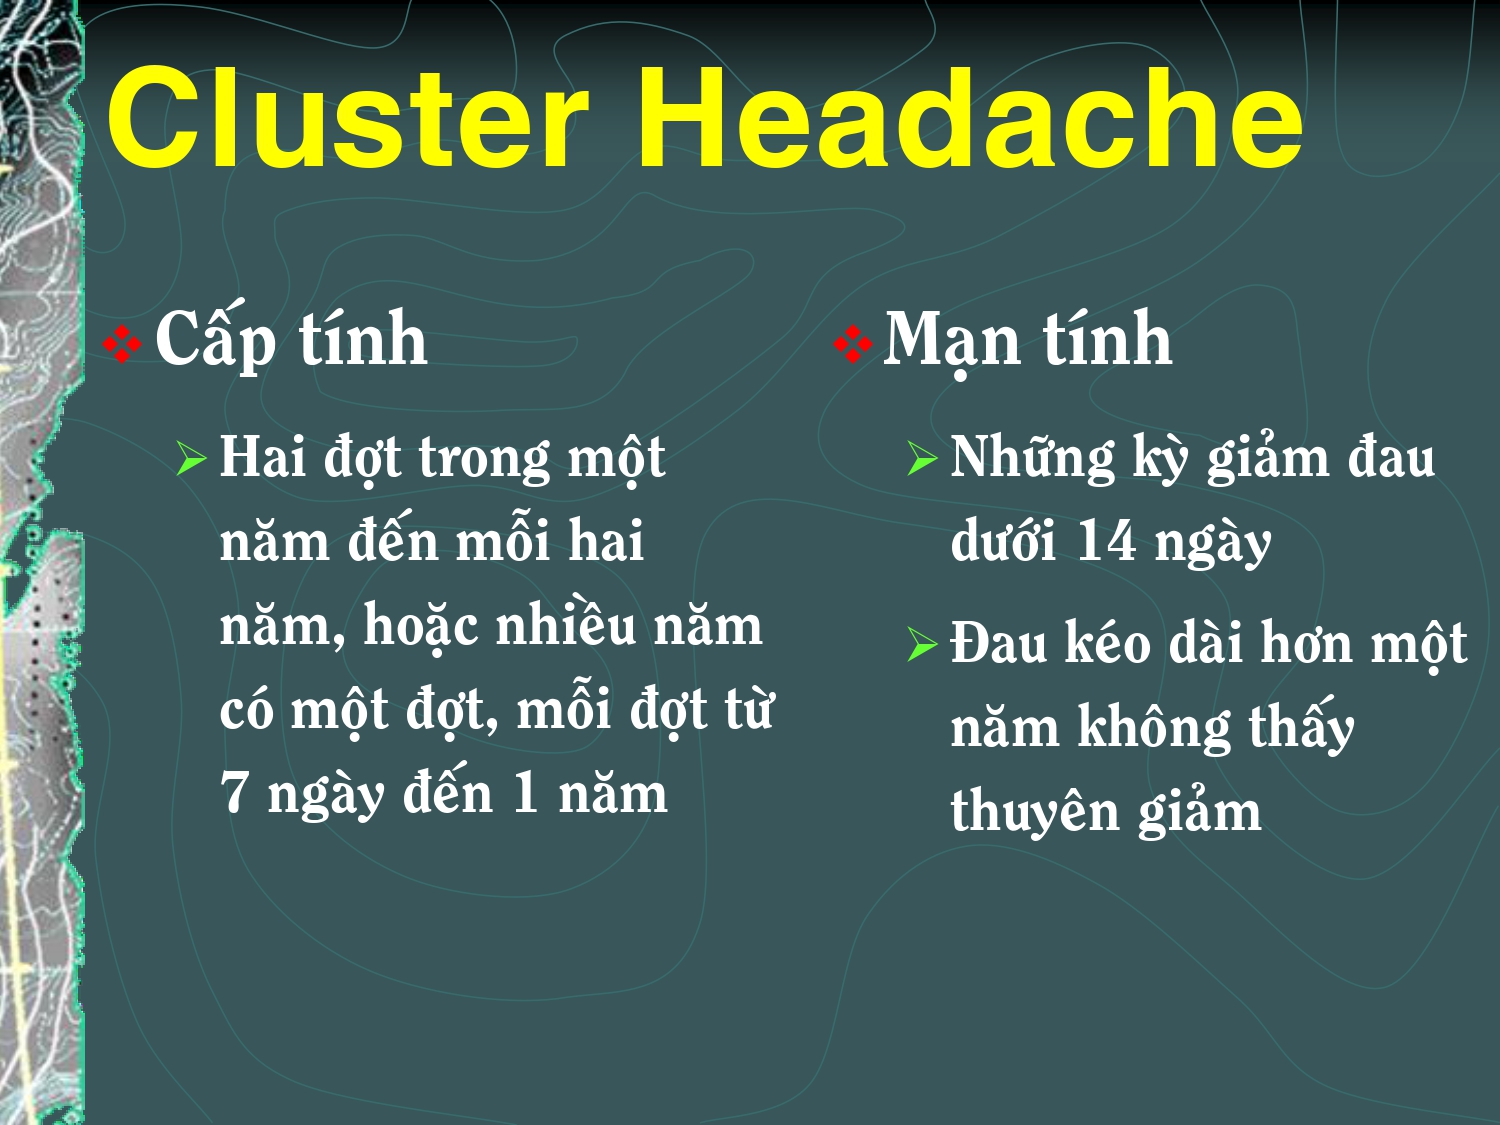 Cluster Headache
Cấp tính
Hai đợt trong một
năm đến mỗi hai
năm, hoặc nhiều năm
có một đợt, mỗi đợt từ
7 ngày đến 1 năm
Mạn tính
Những kỳ giảm đau
dưới 14 ngày
Đau kéo dài hơn một
năm không thấy
thuyên giảm